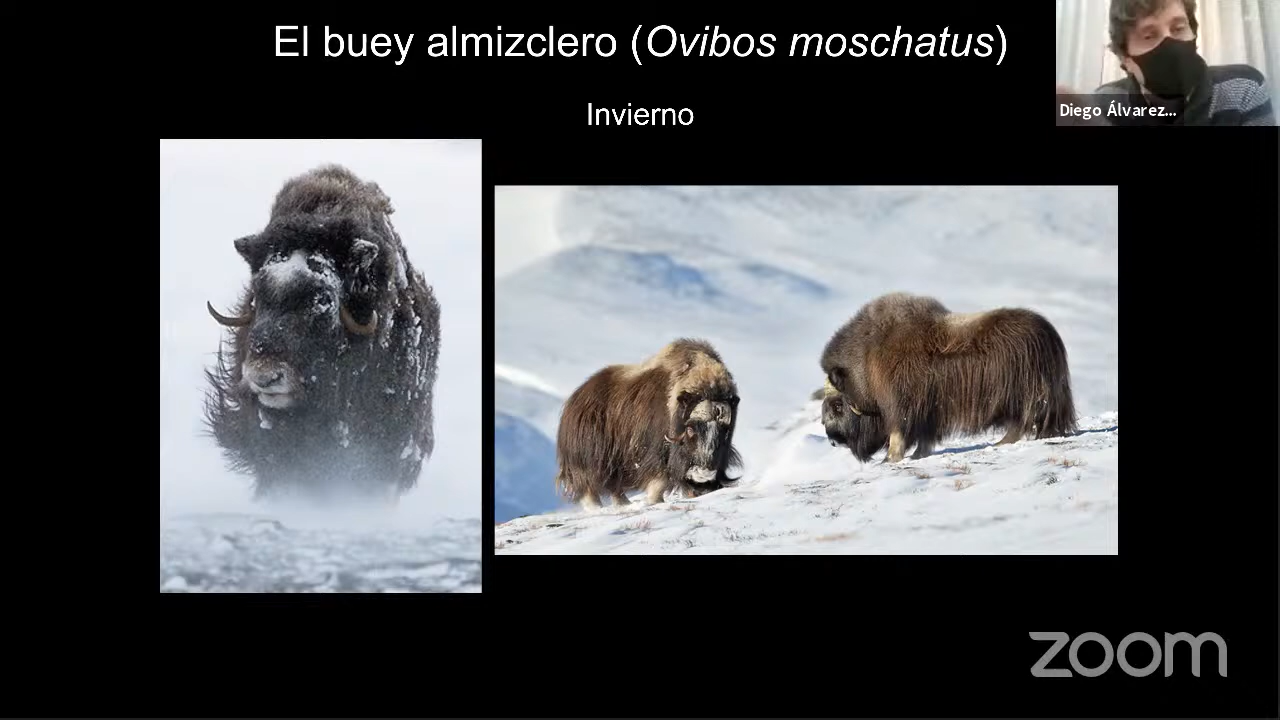 El buey almizclero (Ovibos moschatus)
Invierno
Diego Álvarez...
zoom